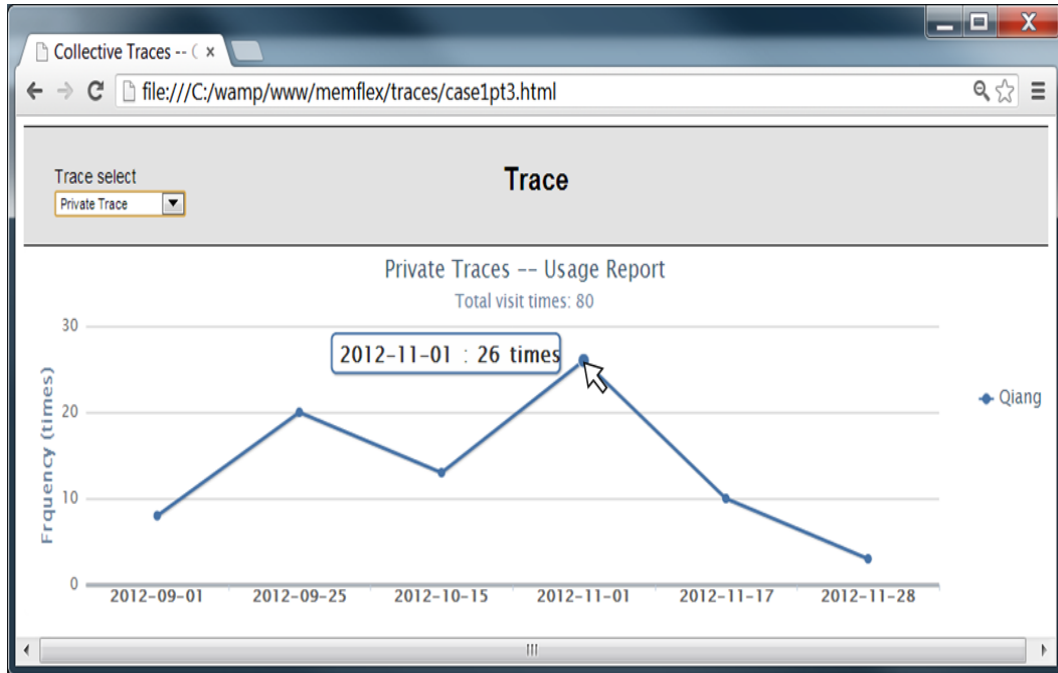 Collective Traces -- (
file:///C:/wamp/www/memflex/traces/case1pt3.html
Trace select
Private Trace
Trace
Private Traces -- Usage Report
Total visit times: 80
Frquency (times)
30
20
10
0
2012-11-01 : 26 times
Qiang
2012-09-01 2012-09-25 2012-10-15 2012-11-01 2012-11-17 2012-11-28